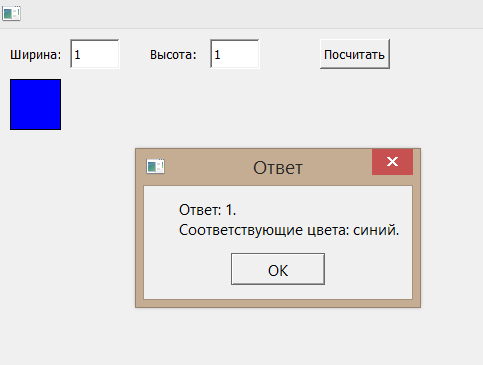 Ширина: 1 Высота: 1 Посчитать
Ответ
Ответ: 1.
Соответствующие цвета: синий.
OK